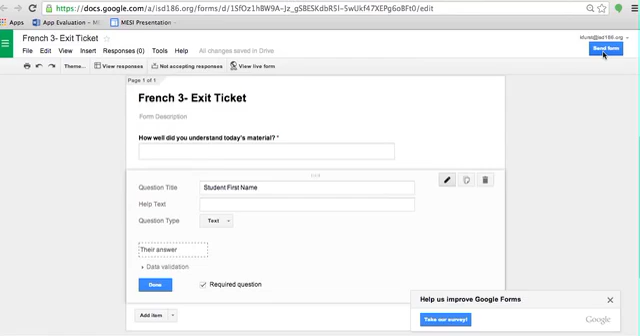 https://docs.google.com/a/isd186.org/forms/d/
Apps App Evaluation - MESI Presentation
French 3- Exit Ticket
File Edit View Insert Responses (0) Tools Help All changes saved in Drive
Send form
Theme... View responses Not accepting responses View live form
Page 1 of 1
French 3- Exit Ticket
Form Description
How well did you understand today's material? *
Question Title Student First Name
Help Text
Question Type Text
Their answer
Data validation
Done Required question
Add item
Help us improve Google Forms
Take our survey!
Google